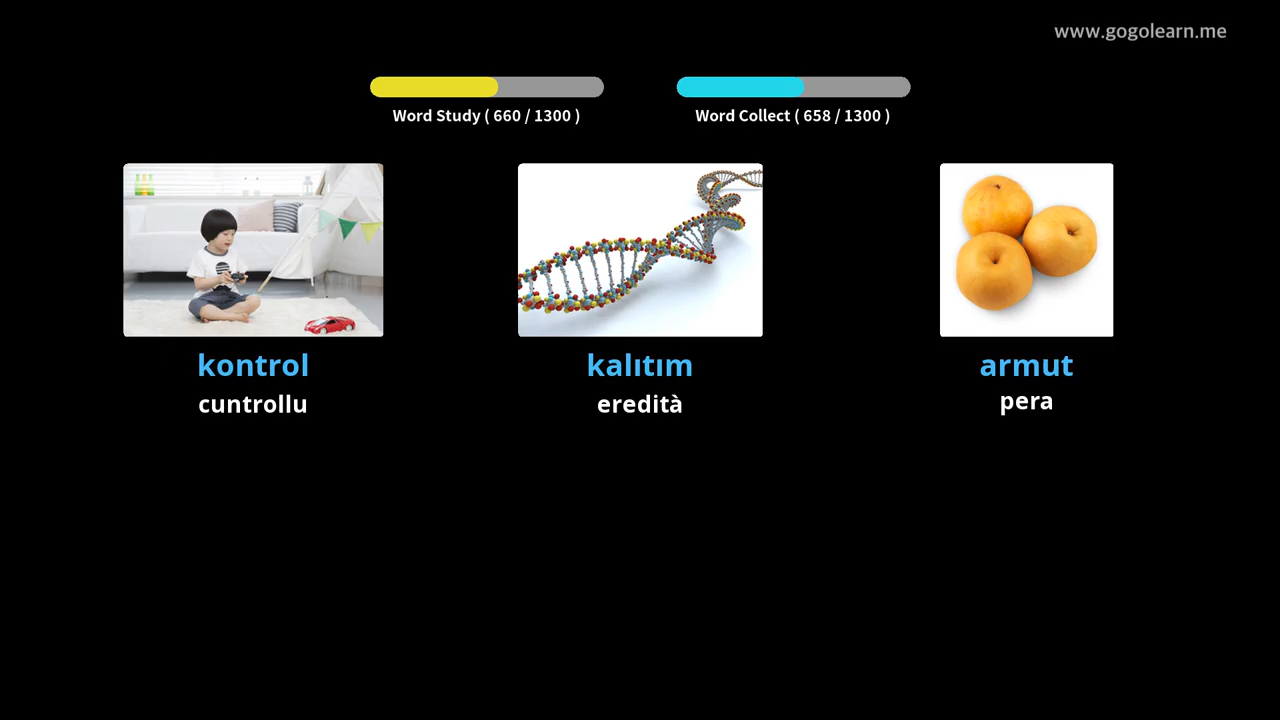 www.gogolearn.me
Word Study ( 660 / 1300 )
Word Collect ( 658 / 1300 )
kontrol
cuntrollu
kalıtım
eredità
armut
pera